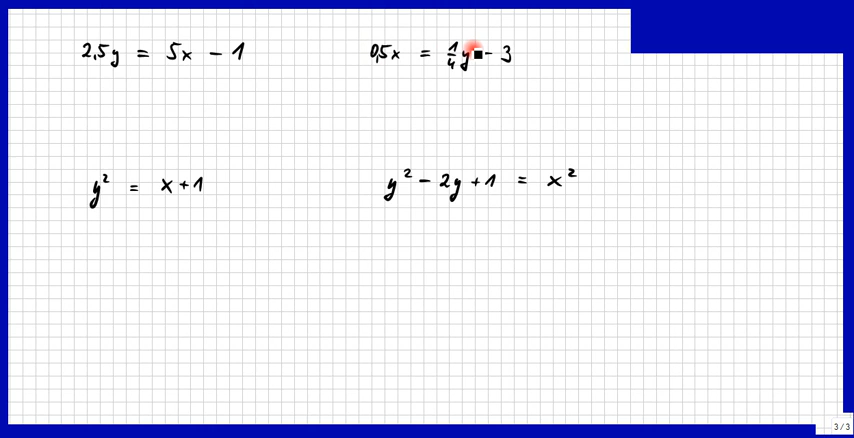 2,5y = 5x - 1
0,5x = 1/4 y - 3
y² = x + 1
y² - 2y + 1 = x²
3 / 3